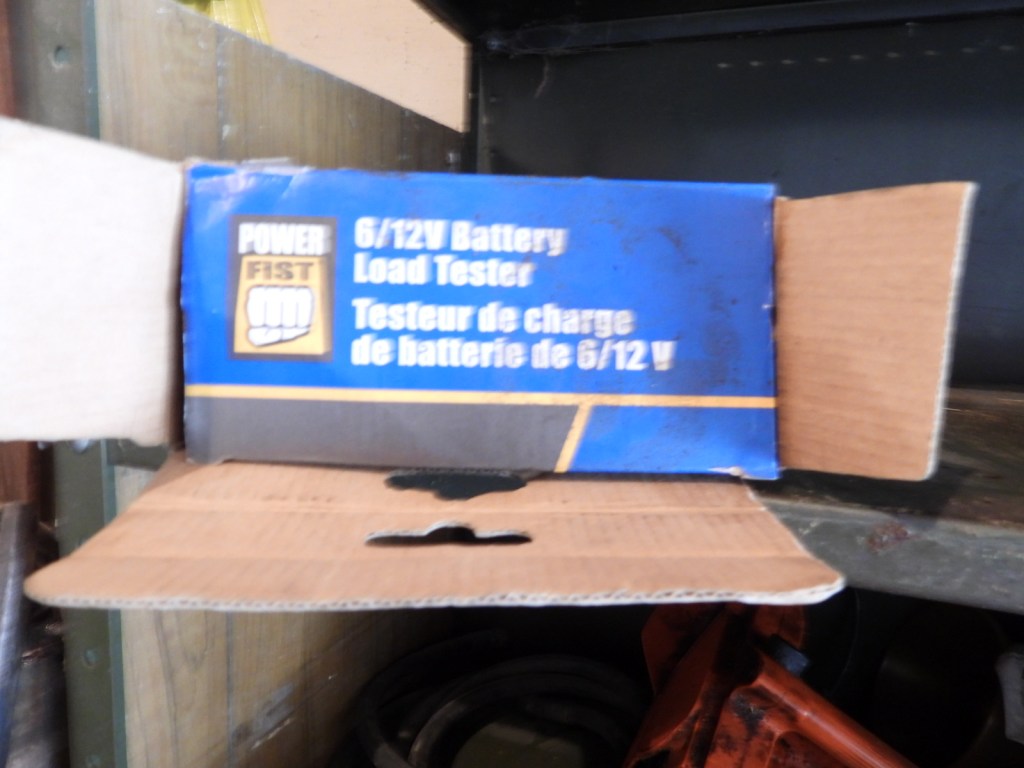 POWER
FIST
6/12V Battery
Load Tester
Testeur de charge
de batterie de 6/12 V